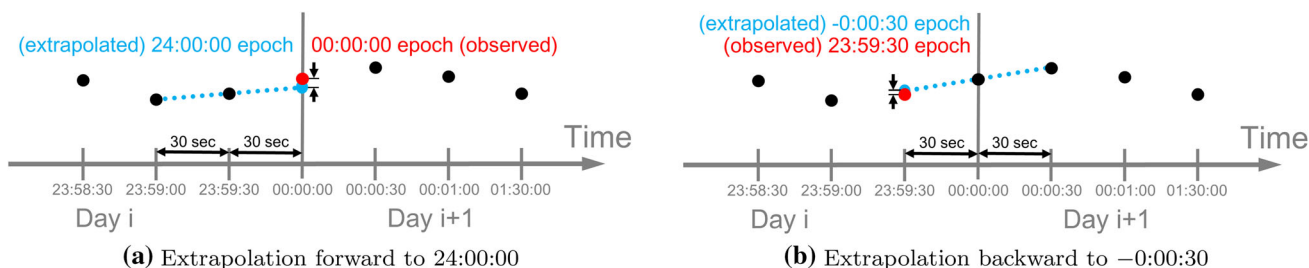 (extrapolated) 24:00:00 epoch 00:00:00 epoch (observed)
30 sec 30 sec
Time
23:58:30 23:59:00 23:59:30 00:00:00 00:00:30 00:01:00 01:30:00
Day i Day i+1
(a) Extrapolation forward to 24:00:00
(extrapolated) -0:00:30 epoch
(observed) 23:59:30 epoch
30 sec 30 sec
Time
23:58:30 23:59:00 23:59:30 00:00:00 00:00:30 00:01:00 01:30:00
Day i Day i+1
(b) Extrapolation backward to −0:00:30